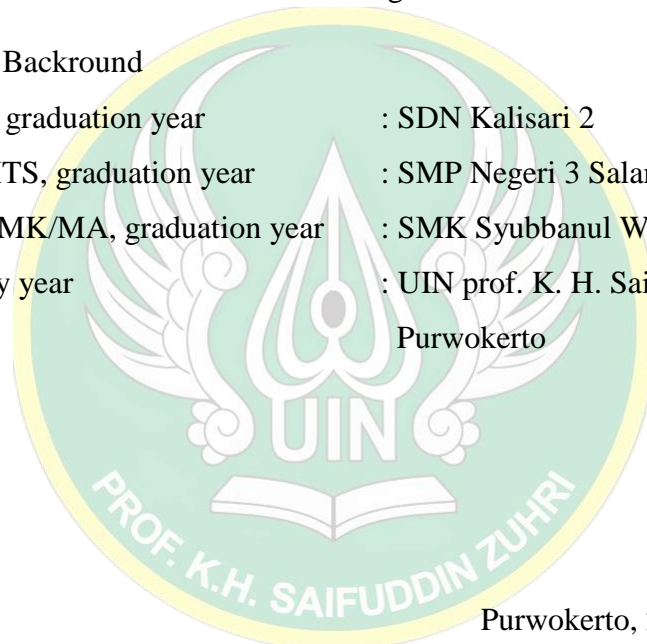 Backround
graduation year : SDN Kalisari 2
TS, graduation year : SMP Negeri 3 Salam
MK/MA, graduation year : SMK Syubbanul W
y year : UIN prof. K. H. Sai
Purwokerto
UIN
PROF. K.H. SAIFUDDIN ZUHRI
Purwokerto,